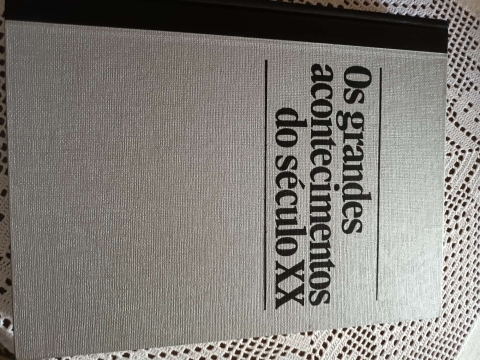 Os grandes
acontecimentos
do século XX